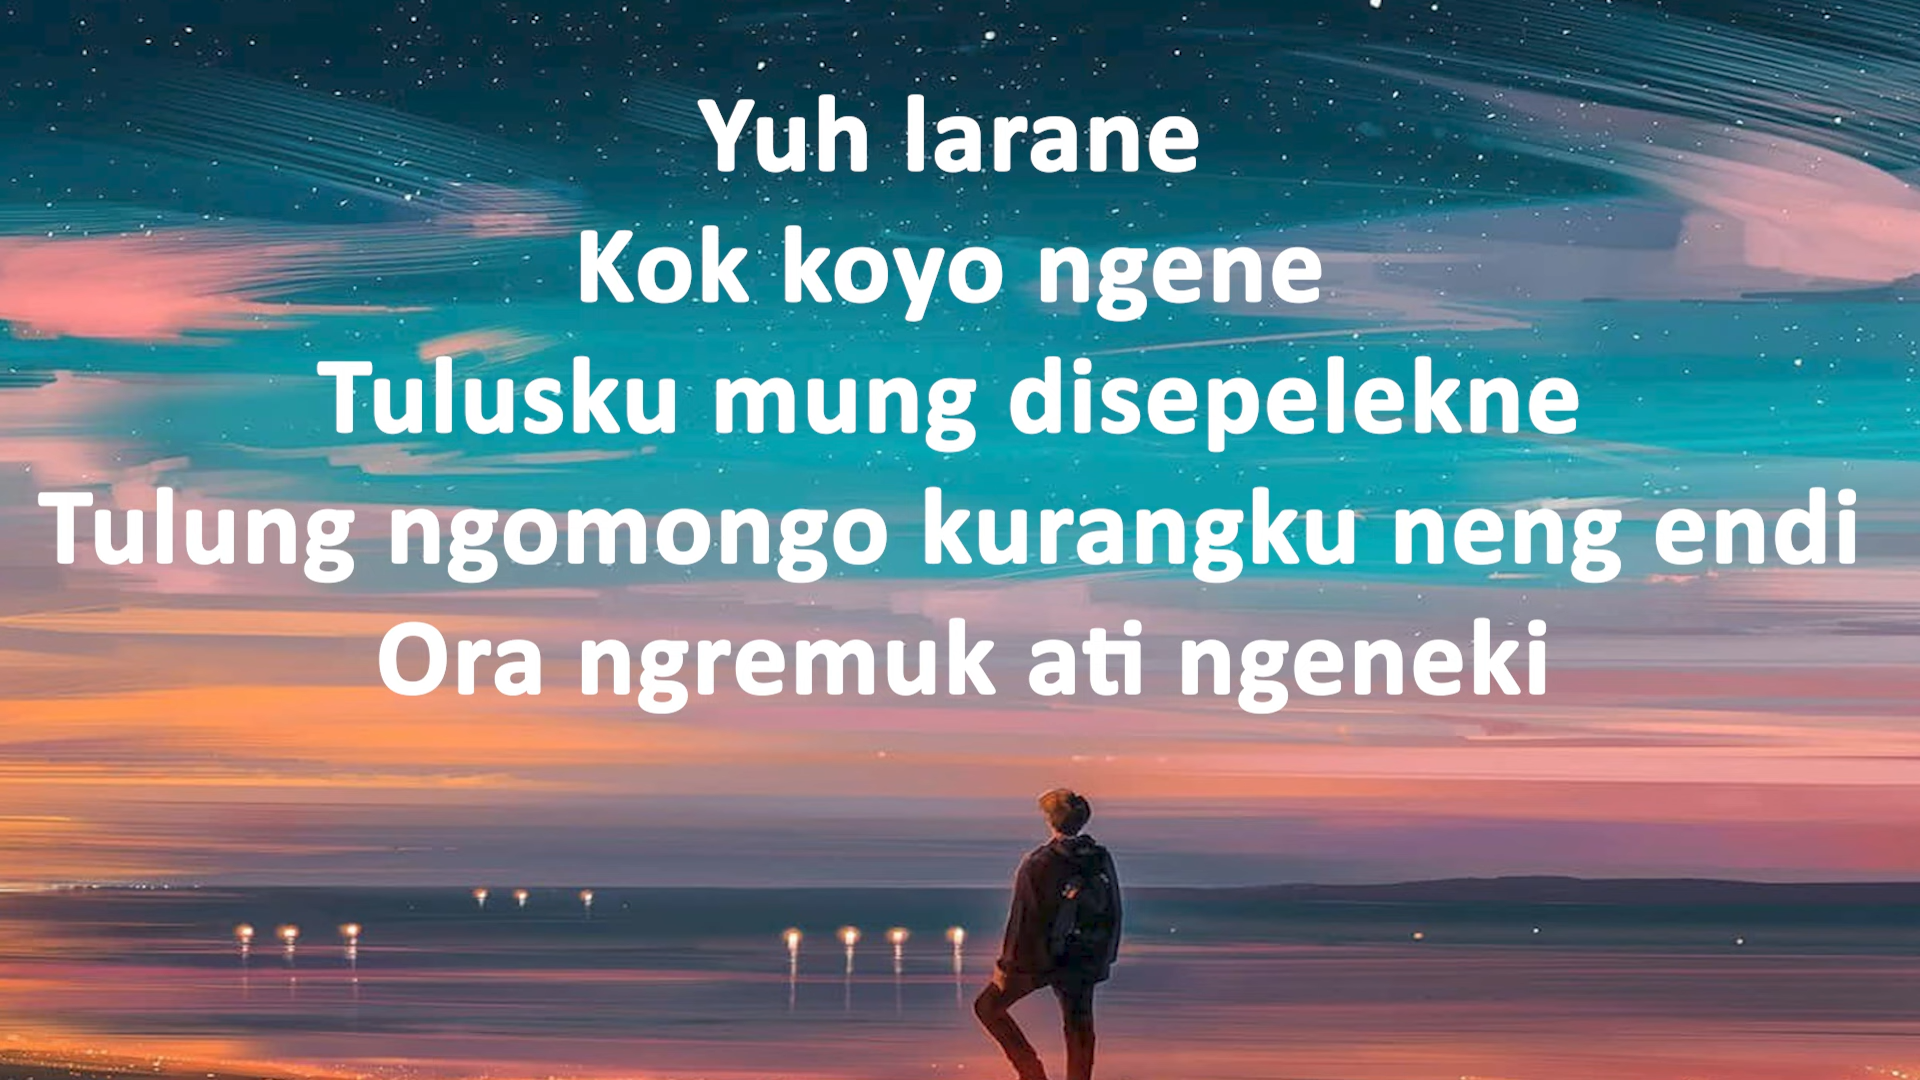 Yuh larane
Kok koyo ngene
Tulusku mung disepelekne
Tulung ngomongo kurangku neng endi
Ora ngremuk ati ngeneki